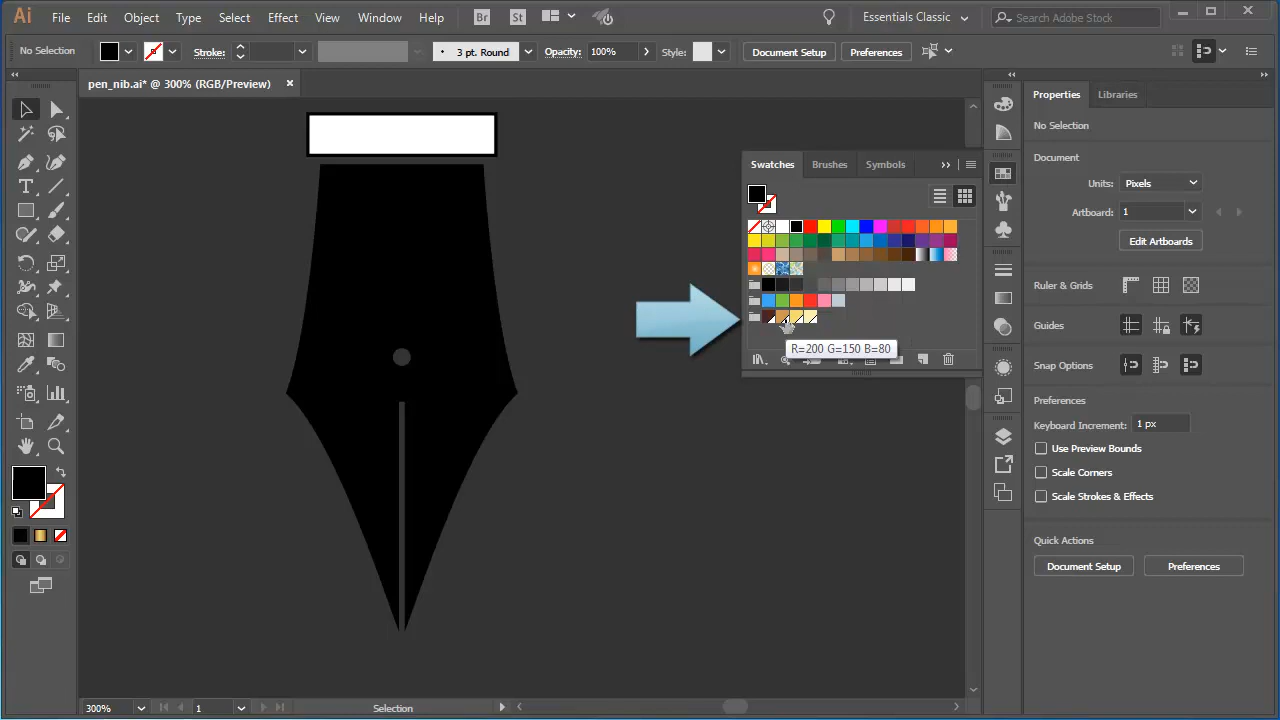 Ai File Edit Object Type Select Effect View Window Help Br St Essentials Classic Search Adobe Stock
No Selection Stroke: 3 pt. Round Opacity: 100% Style: Document Setup Preferences
pen_nib.ai* @ 300% (RGB/Preview)
Properties Libraries
No Selection
Document
Units: Pixels
Artboard: 1
Edit Artboards
Ruler & Grids
Guides
Snap Options
Preferences
Keyboard Increment: 1 px
Use Preview Bounds
Scale Corners
Scale Strokes & Effects
Quick Actions
Document Setup Preferences
Swatches Brushes Symbols
R=200 G=150 B=80
300% 1 Selection